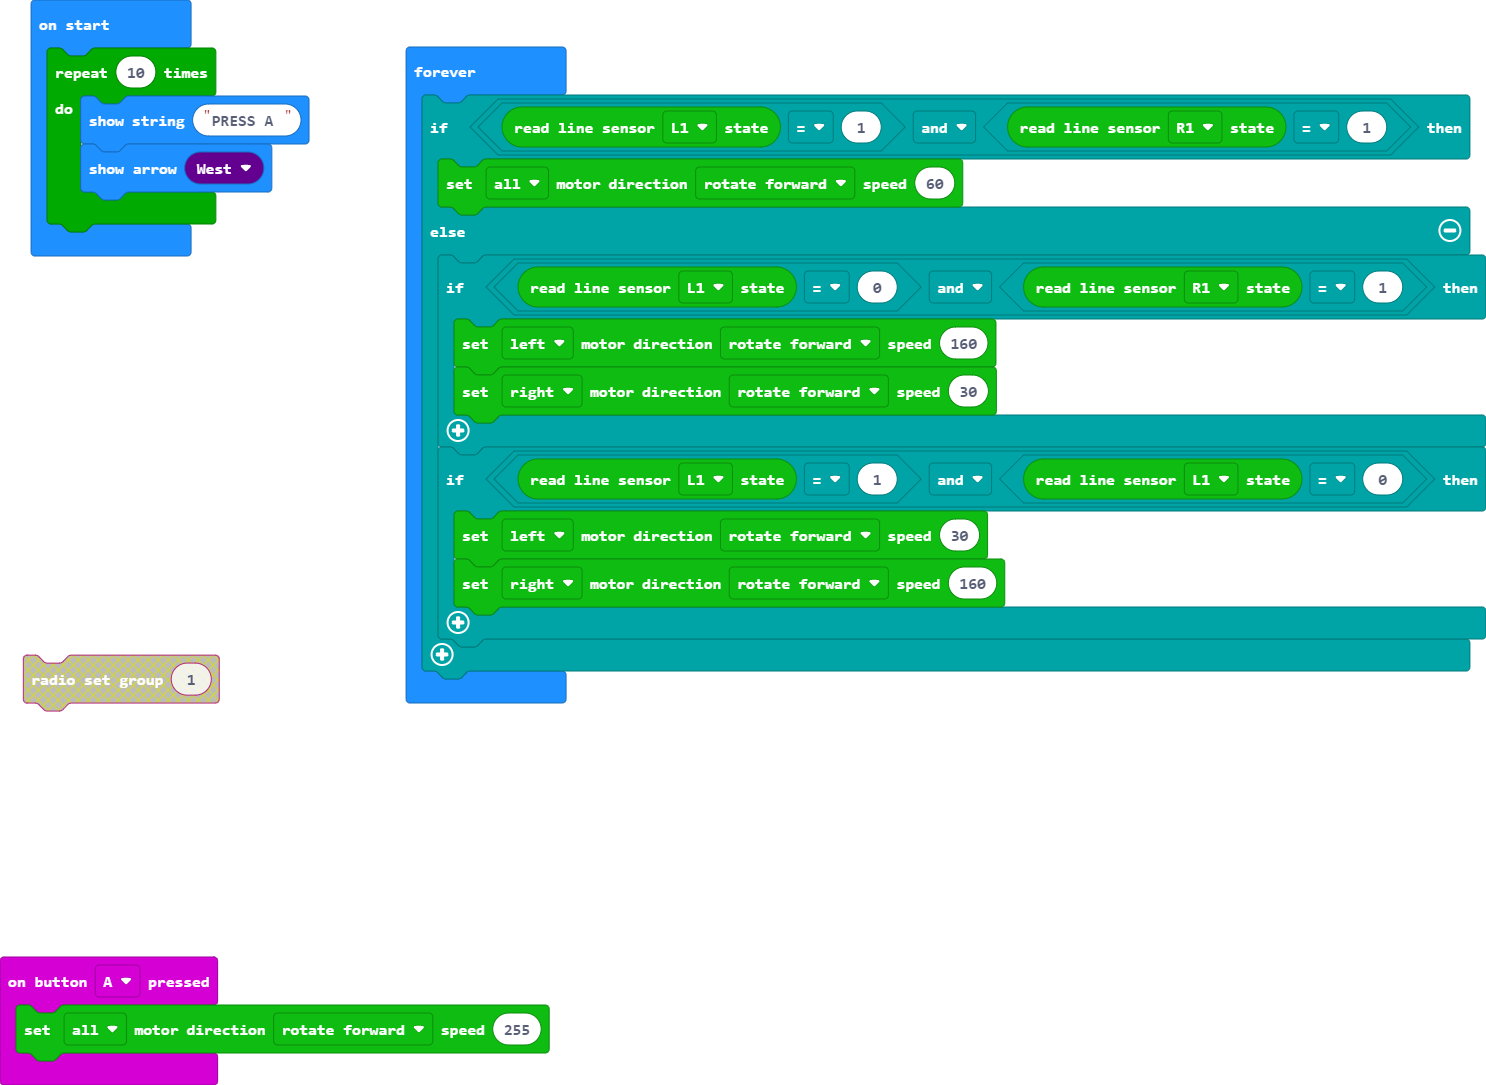 on start
repeat 10 times
do
show string "PRESS A "
show arrow West
forever
if read line sensor L1 state = 1 and read line sensor R1 state = 1 then
set all motor direction rotate forward speed 60
else
if read line sensor L1 state = 0 and read line sensor R1 state = 1 then
set left motor direction rotate forward speed 160
set right motor direction rotate forward speed 30
if read line sensor L1 state = 1 and read line sensor L1 state = 0 then
set left motor direction rotate forward speed 30
set right motor direction rotate forward speed 160
radio set group 1
on button A pressed
set all motor direction rotate forward speed 255